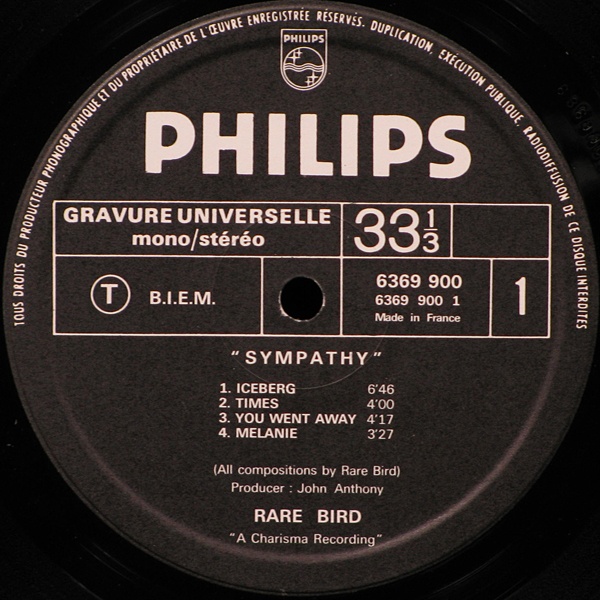 TOUS DROITS DU PRODUCTEUR PHONOGRAPHIQUE ET DU PROPRIÉTAIRE DE L'ŒUVRE ENREGISTRÉE RÉSERVÉS. DUPLICATION, EXÉCUTION PUBLIQUE, RADIODIFFUSION DE CE DISQUE INTERDITES
PHILIPS
PHILIPS
GRAVURE UNIVERSELLE
mono/stéréo
33 1/3
T B.I.E.M.
6369 900
6369 900 1
Made in France
1
"SYMPATHY"
1. ICEBERG 6'46
2. TIMES 4'00
3. YOU WENT AWAY 4'17
4. MELANIE 3'27
(All compositions by Rare Bird)
Producer : John Anthony
RARE BIRD
"A Charisma Recording"